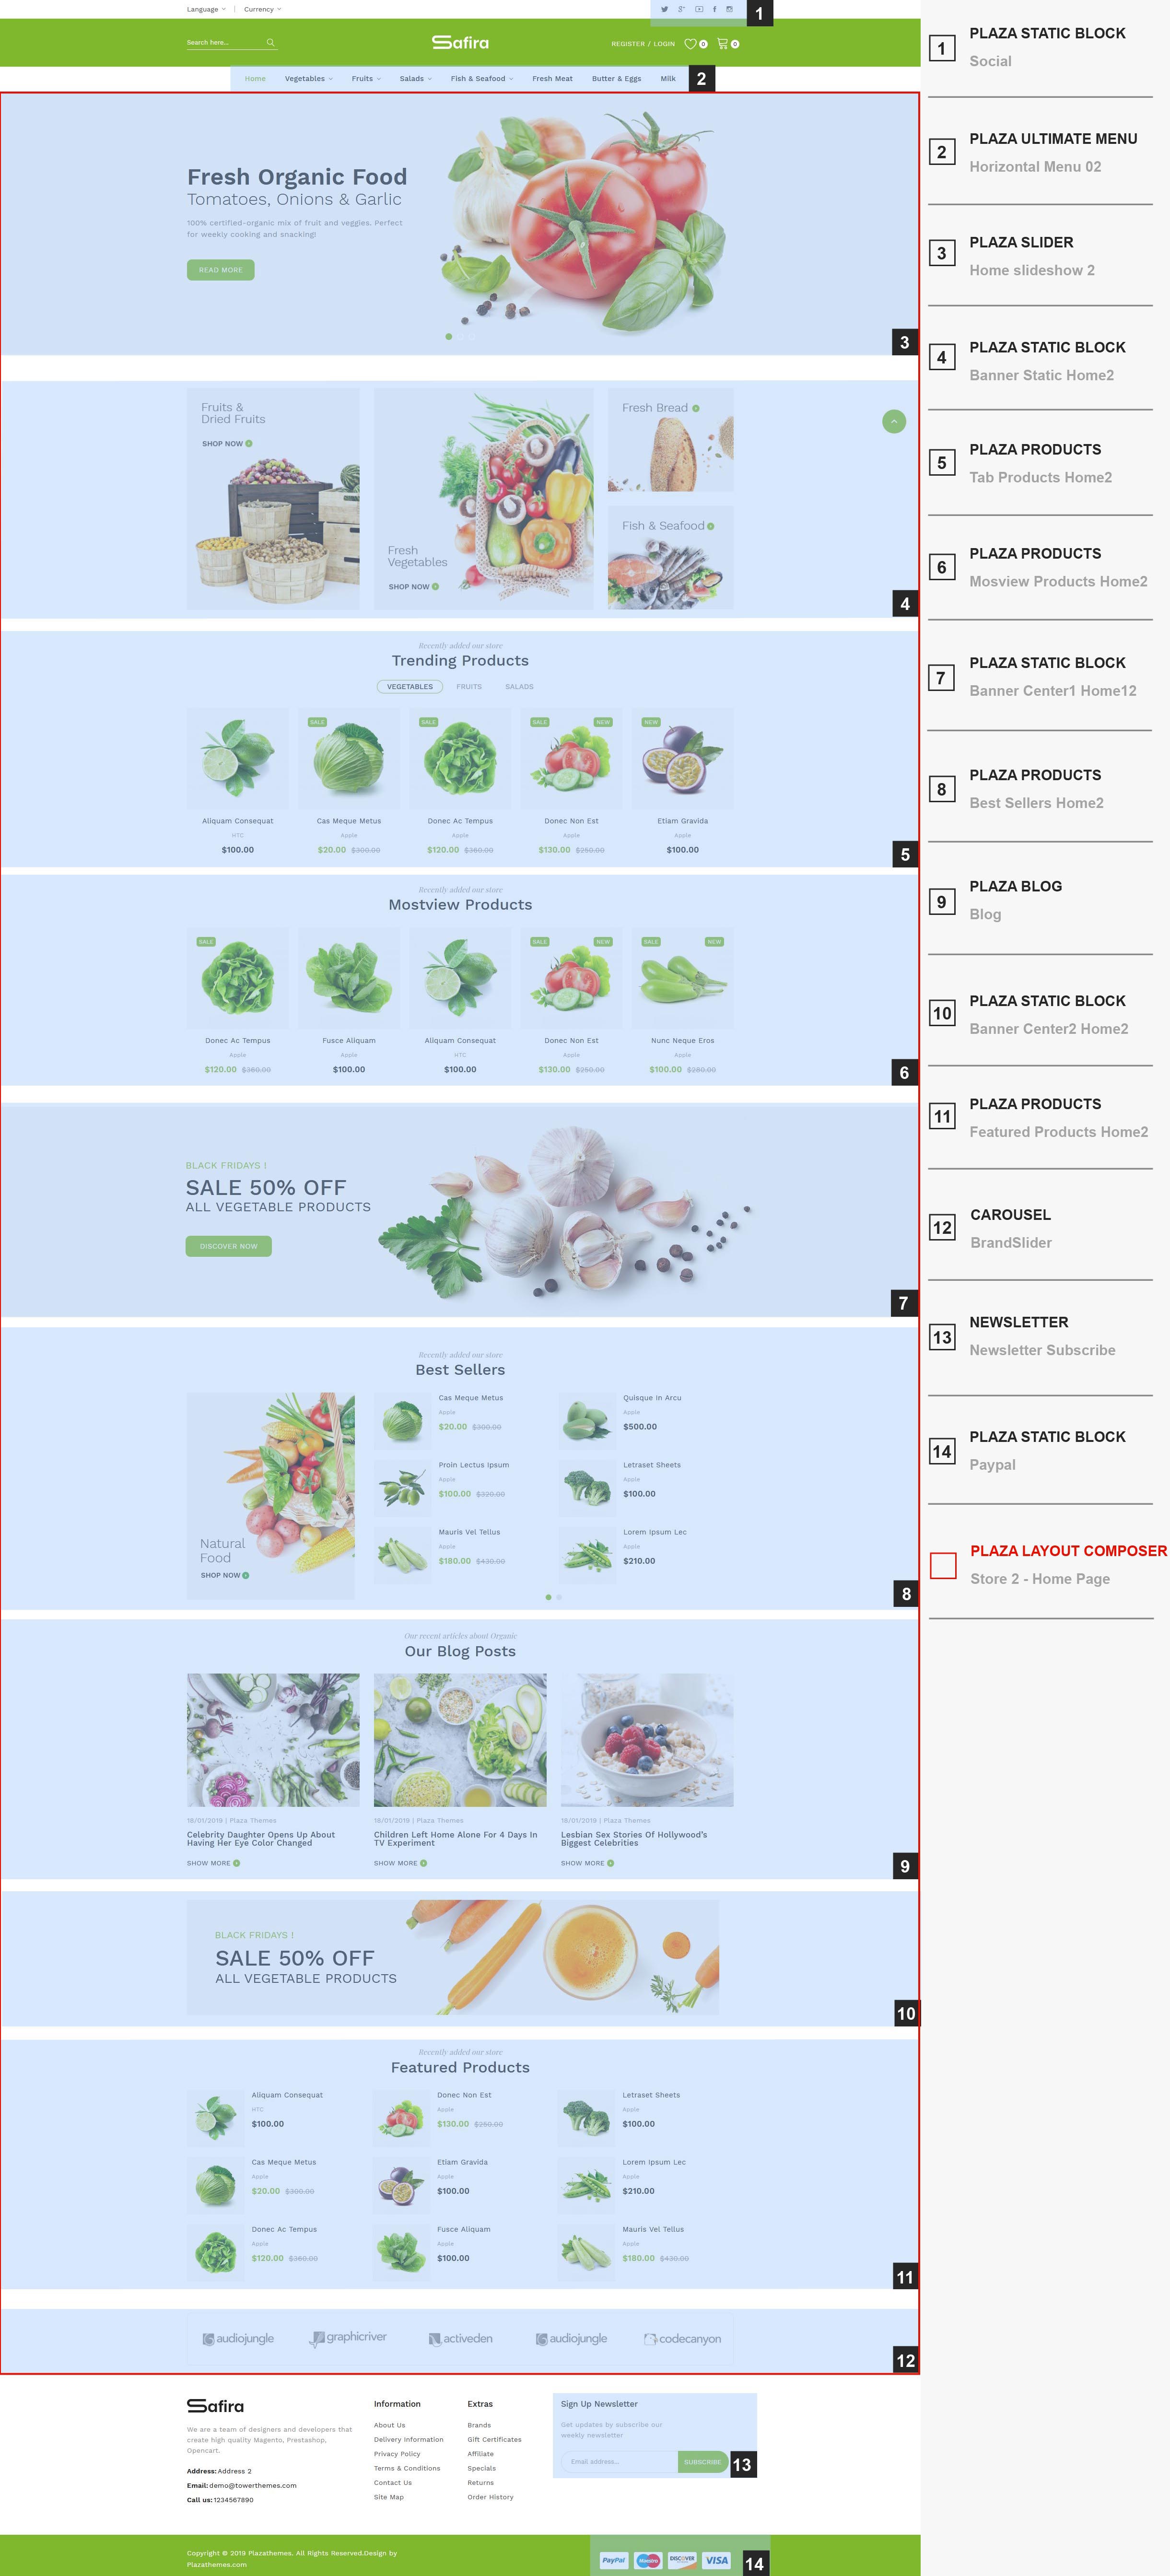 Language | Currency
1
Search here...
Safira
REGISTER / LOGIN 0 0
Home Vegetables Fruits Salads Fish & Seafood Fresh Meat Butter & Eggs Milk
2
Fresh Organic Food
Tomatoes, Onions & Garlic
100% certified-organic mix of fruit and veggies. Perfect
for weekly cooking and snacking!
READ MORE
3
Fruits &
Dried Fruits
SHOP NOW
Fresh
Vegetables
SHOP NOW
Fresh Bread
Fish & Seafood
4
Recently added our store
Trending Products
VEGETABLES FRUITS SALADS
SALE SALE SALE NEW NEW
Aliquam Consequat Cas Meque Metus Donec Ac Tempus Donec Non Est Etiam Gravida
HTC Apple Apple Apple Apple
$100.00 $20.00 $300.00 $120.00 $360.00 $130.00 $250.00 $100.00
5
Recently added our store
Mostview Products
SALE SALE NEW SALE NEW
Donec Ac Tempus Fusce Aliquam Aliquam Consequat Donec Non Est Nunc Neque Eros
Apple Apple HTC Apple Apple
$120.00 $360.00 $100.00 $100.00 $130.00 $250.00 $100.00 $280.00
6
BLACK FRIDAYS !
SALE 50% OFF
ALL VEGETABLE PRODUCTS
DISCOVER NOW
7
Recently added our store
Best Sellers
Natural
Food
SHOP NOW
Cas Meque Metus
Apple
$20.00 $300.00
Quisque In Arcu
Apple
$500.00
Proin Lectus Ipsum
Apple
$100.00 $320.00
Letraset Sheets
Apple
$100.00
Mauris Vel Tellus
Apple
$180.00 $430.00
Lorem Ipsum Lec
Apple
$210.00
8
Our recent articles about Organic
Our Blog Posts
18/01/2019 | Plaza Themes
Celebrity Daughter Opens Up About
Having Her Eye Color Changed
SHOW MORE
18/01/2019 | Plaza Themes
Children Left Home Alone For 4 Days In
TV Experiment
SHOW MORE
18/01/2019 | Plaza Themes
Lesbian Sex Stories Of Hollywood's
Biggest Celebrities
SHOW MORE
9
BLACK FRIDAYS !
SALE 50% OFF
ALL VEGETABLE PRODUCTS
10
Recently added our store
Featured Products
Aliquam Consequat
HTC
$100.00
Donec Non Est
Apple
$130.00 $250.00
Letraset Sheets
Apple
$100.00
Cas Meque Metus
Apple
$20.00 $300.00
Etiam Gravida
Apple
$100.00
Lorem Ipsum Lec
Apple
$210.00
Donec Ac Tempus
Apple
$120.00 $360.00
Fusce Aliquam
Apple
$100.00
Mauris Vel Tellus
Apple
$180.00 $430.00
11
audiojungle graphicriver activeden audiojungle codecanyon
12
Safira
We are a team of designers and developers that
create high quality Magento, Prestashop,
Opencart.
Address: Address 2
Email: demo@towerthemes.com
Call us: 1234567890
Information
About Us
Delivery Information
Privacy Policy
Terms & Conditions
Contact Us
Site Map
Extras
Brands
Gift Certificates
Affiliate
Specials
Returns
Order History
Sign Up Newsletter
Get updates by subscribe our
weekly newsletter
Email address...
SUBSCRIBE
13
Copyright © 2019 Plazathemes. All Rights Reserved.Design by
Plazathemes.com
PayPal Maestro DISCOVER VISA
14
1 PLAZA STATIC BLOCK
Social
2 PLAZA ULTIMATE MENU
Horizontal Menu 02
3 PLAZA SLIDER
Home slideshow 2
4 PLAZA STATIC BLOCK
Banner Static Home2
5 PLAZA PRODUCTS
Tab Products Home2
6 PLAZA PRODUCTS
Mosview Products Home2
7 PLAZA STATIC BLOCK
Banner Center1 Home12
8 PLAZA PRODUCTS
Best Sellers Home2
9 PLAZA BLOG
Blog
10 PLAZA STATIC BLOCK
Banner Center2 Home2
11 PLAZA PRODUCTS
Featured Products Home2
12 CAROUSEL
BrandSlider
13 NEWSLETTER
Newsletter Subscribe
14 PLAZA STATIC BLOCK
Paypal
PLAZA LAYOUT COMPOSER
Store 2 - Home Page